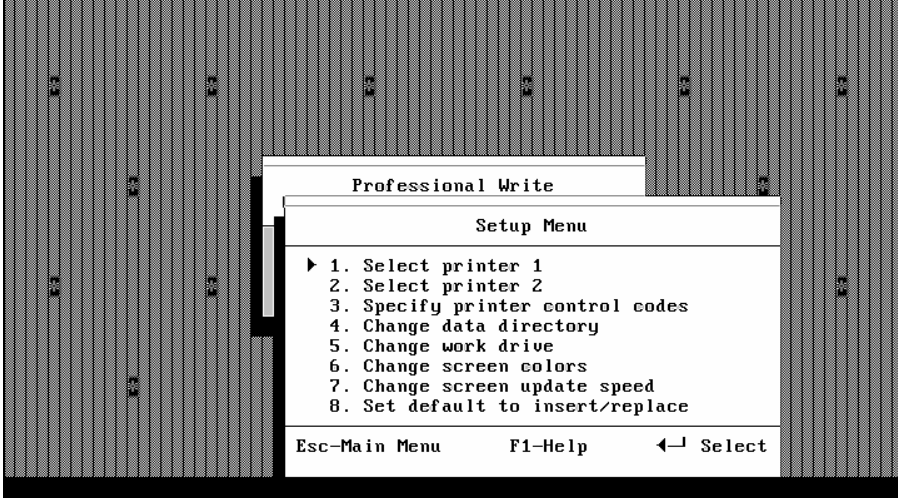 Professional Write
Setup Menu
1. Select printer 1
2. Select printer 2
3. Specify printer control codes
4. Change data directory
5. Change work drive
6. Change screen colors
7. Change screen update speed
8. Set default to insert/replace
Esc-Main Menu F1-Help ↵ Select